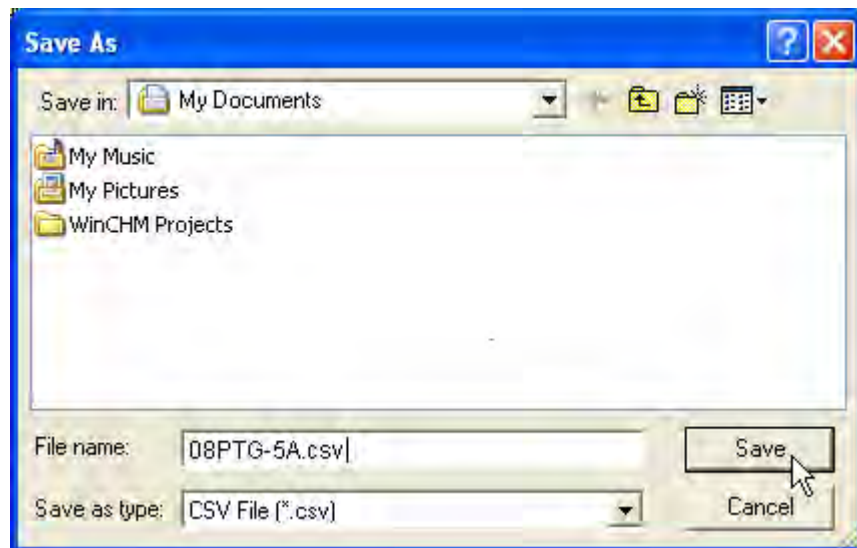 Save As
Save in: My Documents
My Music
My Pictures
WinCHM Projects
File name: 08PTG-5A.csv
Save
Save as type: CSV File (*.csv)
Cancel